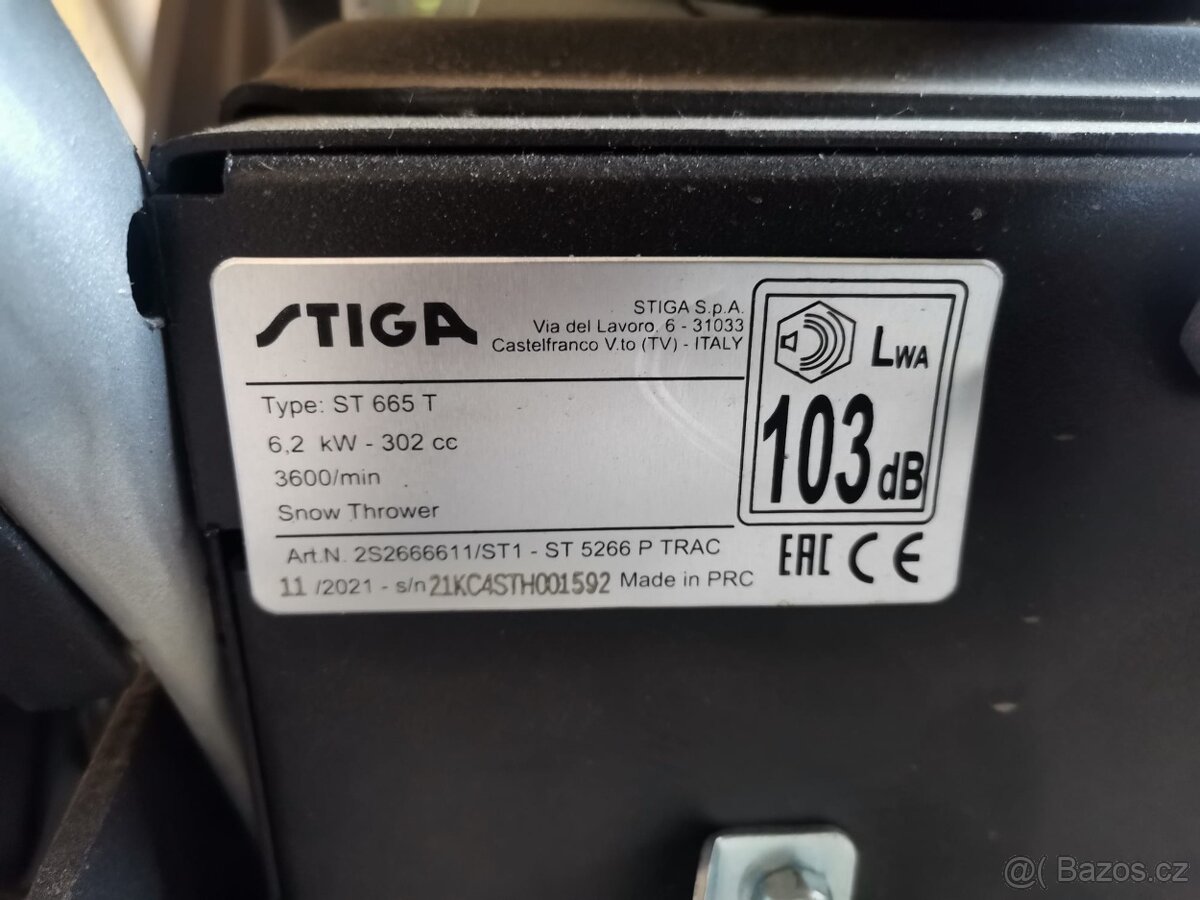 STIGA
STIGA S.p.A.
Via del Lavoro, 6 - 31033
Castelfranco V.to (TV) - ITALY
Type: ST 665 T
6,2 kW - 302 cc
3600/min
Snow Thrower
LWA
103 dB
Art.N. 2S2666611/ST1 - ST 5266 P TRAC
11 /2021 - s/n 21KC4STH001592 Made in PRC
EAC CE
@( Bazoš.cz